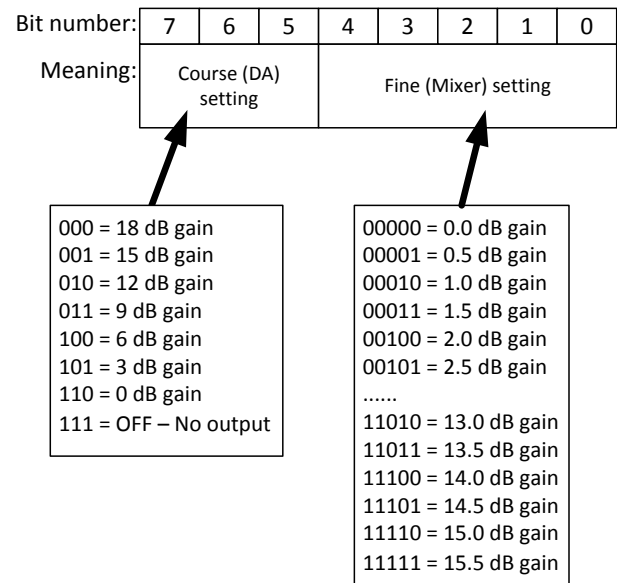 Bit number: 7 6 5 4 3 2 1 0
Meaning: Course (DA) setting Fine (Mixer) setting
000 = 18 dB gain
001 = 15 dB gain
010 = 12 dB gain
011 = 9 dB gain
100 = 6 dB gain
101 = 3 dB gain
110 = 0 dB gain
111 = OFF – No output
00000 = 0.0 dB gain
00001 = 0.5 dB gain
00010 = 1.0 dB gain
00011 = 1.5 dB gain
00100 = 2.0 dB gain
00101 = 2.5 dB gain
......
11010 = 13.0 dB gain
11011 = 13.5 dB gain
11100 = 14.0 dB gain
11101 = 14.5 dB gain
11110 = 15.0 dB gain
11111 = 15.5 dB gain